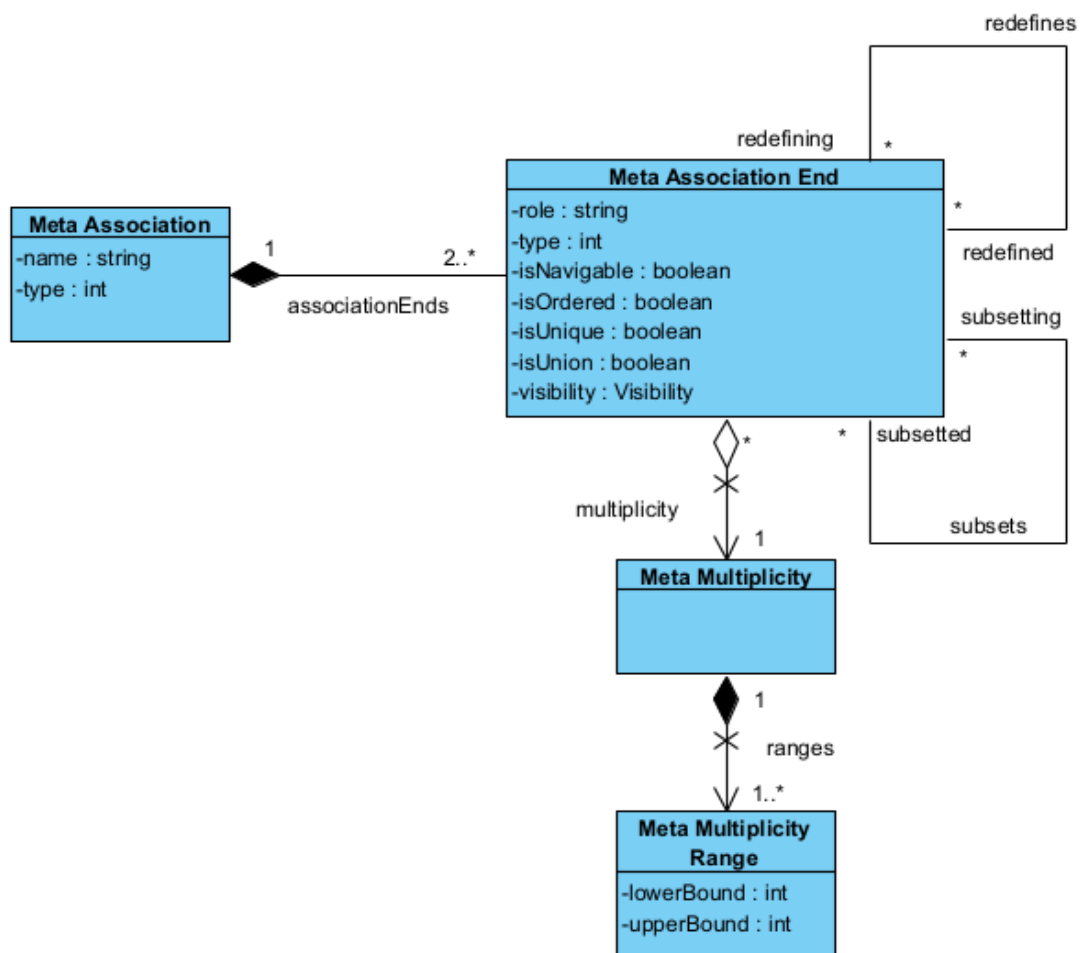 redefines
redefining
*
Meta Association End
-role : string
-type : int
-isNavigable : boolean
-isOrdered : boolean
-isUnique : boolean
-isUnion : boolean
-visibility : Visibility
*
redefined
Meta Association
-name : string
-type : int
1
2..*
associationEnds
subsetting
*
*
subsetted
subsets
*
multiplicity
1
Meta Multiplicity
1
ranges
1..*
Meta Multiplicity
Range
-lowerBound : int
-upperBound : int